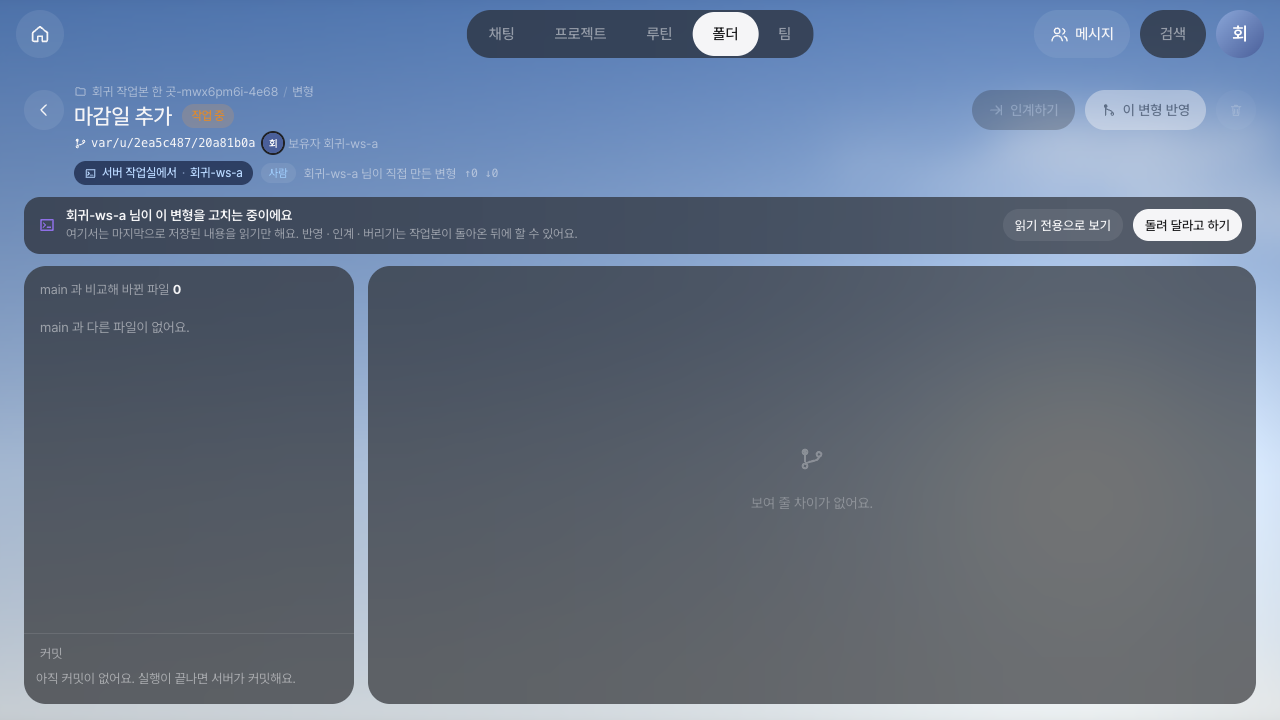 채팅
프로젝트
루틴
폴더
팀
메시지
검색
회
회귀 작업본 한 곳-mwx6pm6i-4e68 / 변형
마감일 추가
작업 중
인계하기
이 변형 반영
var/u/2ea5c487/20a81b0a
회
보유자 회귀-ws-a
서버 작업실에서 · 회귀-ws-a
사람
회귀-ws-a 님이 직접 만든 변형
↑0 ↓0
회귀-ws-a 님이 이 변형을 고치는 중이에요
여기서는 마지막으로 저장된 내용을 읽기만 해요. 반영 · 인계 · 버리기는 작업본이 돌아온 뒤에 할 수 있어요.
읽기 전용으로 보기
돌려 달라고 하기
main 과 비교해 바뀐 파일 0
main 과 다른 파일이 없어요.
보여 줄 차이가 없어요.
커밋
아직 커밋이 없어요. 실행이 끝나면 서버가 커밋해요.